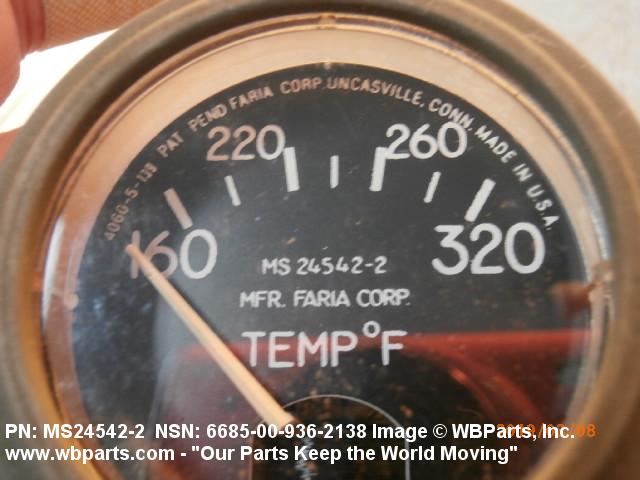 4060-S-139 PAT PEND FARIA CORP. UNCASVILLE, CONN. MADE IN U.S.A.
220 260
160 320
MS 24542-2
MFR. FARIA CORP.
TEMP °F
PN: MS24542-2 NSN: 6685-00-936-2138 Image © WBParts, Inc.
www.wbparts.com - "Our Parts Keep the World Moving"